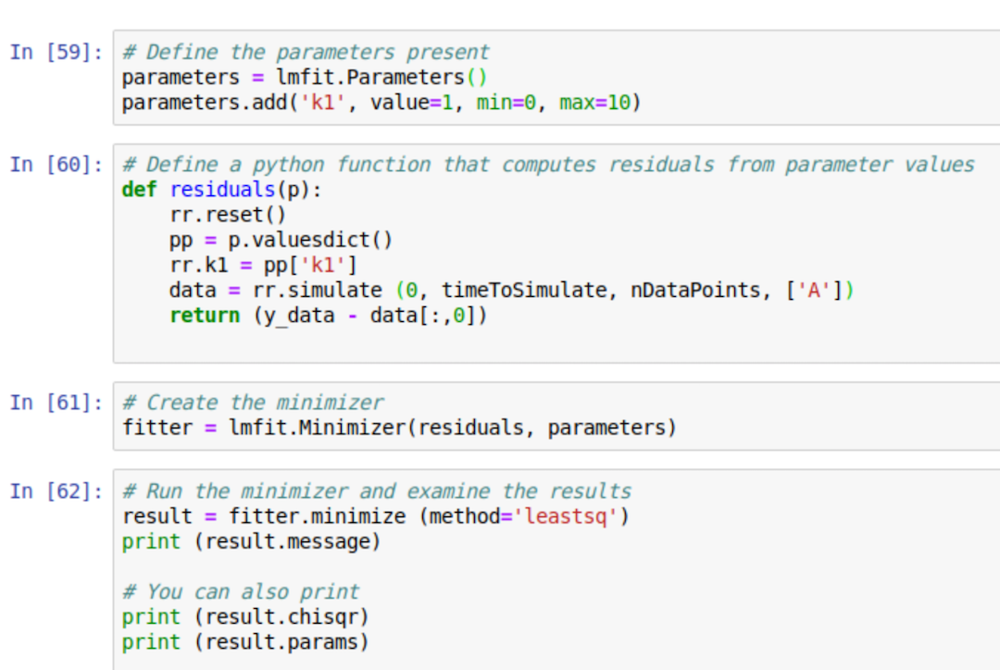 In [59]: # Define the parameters present
parameters = lmfit.Parameters()
parameters.add('k1', value=1, min=0, max=10)
In [60]: # Define a python function that computes residuals from parameter values
def residuals(p):
    rr.reset()
    pp = p.valuesdict()
    rr.k1 = pp['k1']
    data = rr.simulate (0, timeToSimulate, nDataPoints, ['A'])
    return (y_data - data[:,0])
In [61]: # Create the minimizer
fitter = lmfit.Minimizer(residuals, parameters)
In [62]: # Run the minimizer and examine the results
result = fitter.minimize (method='leastsq')
print (result.message)
# You can also print
print (result.chisqr)
print (result.params)